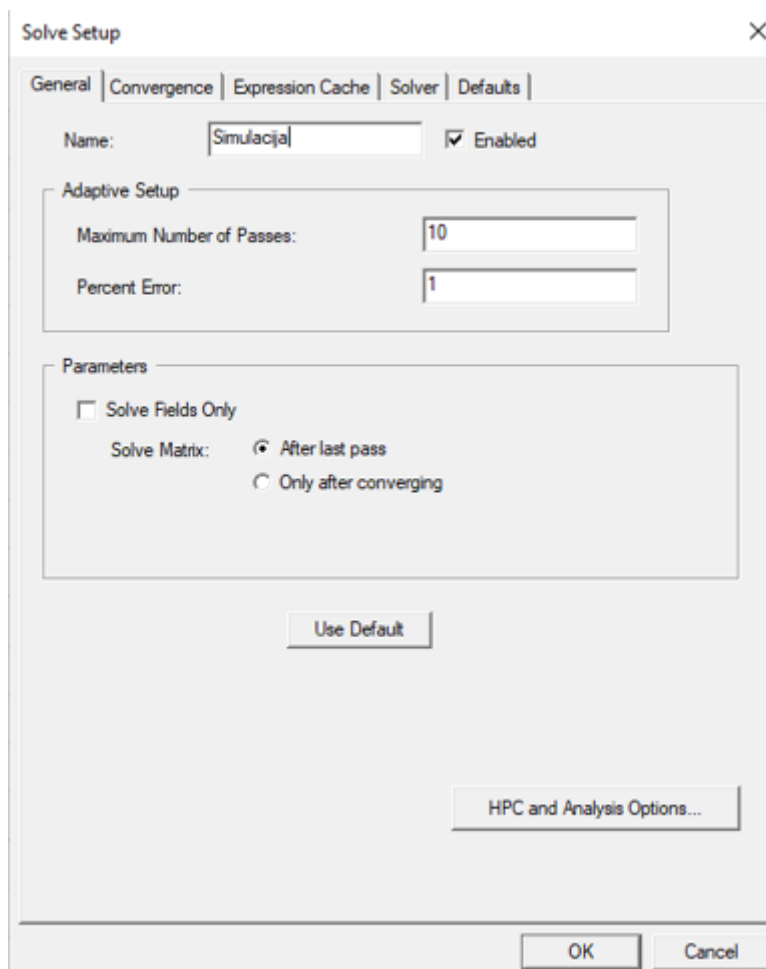 Solve Setup
General Convergence Expression Cache Solver Defaults
Name: Simulacija Enabled
Adaptive Setup
Maximum Number of Passes: 10
Percent Error: 1
Parameters
Solve Fields Only
Solve Matrix: After last pass
Only after converging
Use Default
HPC and Analysis Options...
OK Cancel